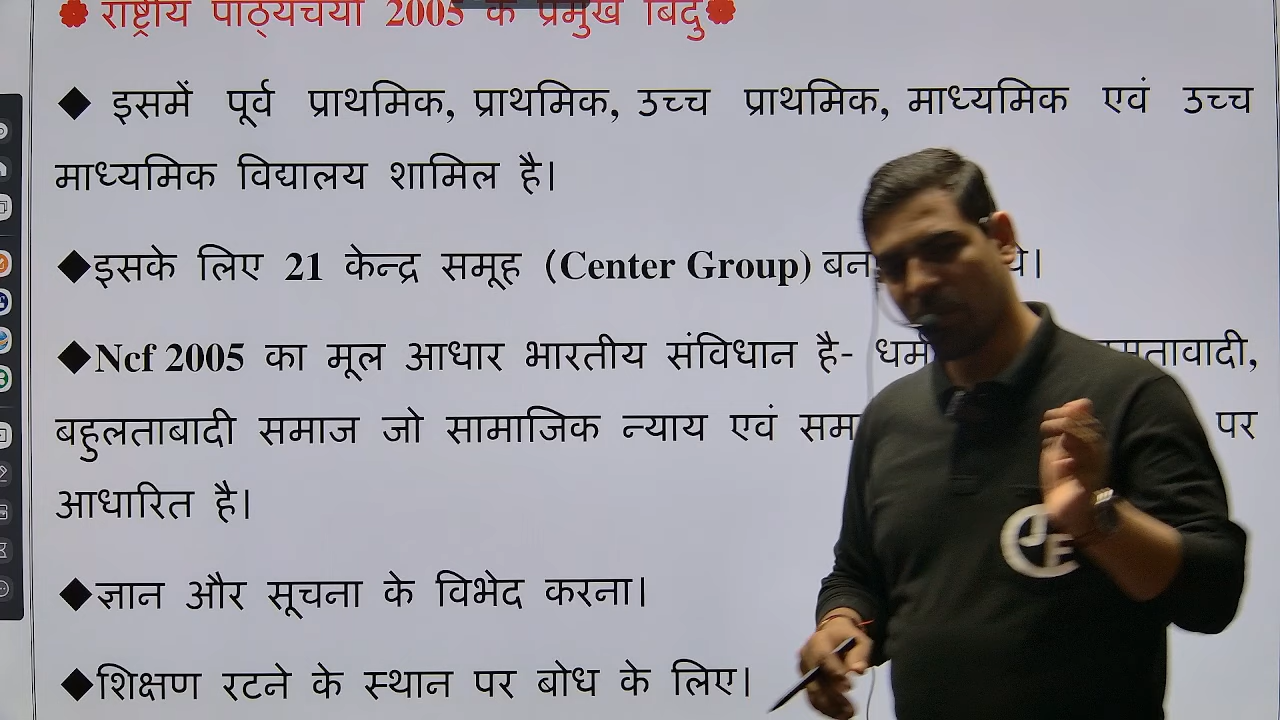 राष्ट्रीय पाठ्यचर्या 2005 के प्रमुख बिंदु
◆ इसमें पूर्व प्राथमिक, प्राथमिक, उच्च प्राथमिक, माध्यमिक एवं उच्च
माध्यमिक विद्यालय शामिल है।
◆इसके लिए 21 केन्द्र समूह (Center Group)
◆Ncf 2005 का मूल आधार भारतीय संविधान है-
बहुलताबादी समाज जो सामाजिक न्याय एवं पर
आधारित है।
◆ज्ञान और सूचना के विभेद करना।
◆शिक्षण रटने के स्थान पर बोध के लिए।